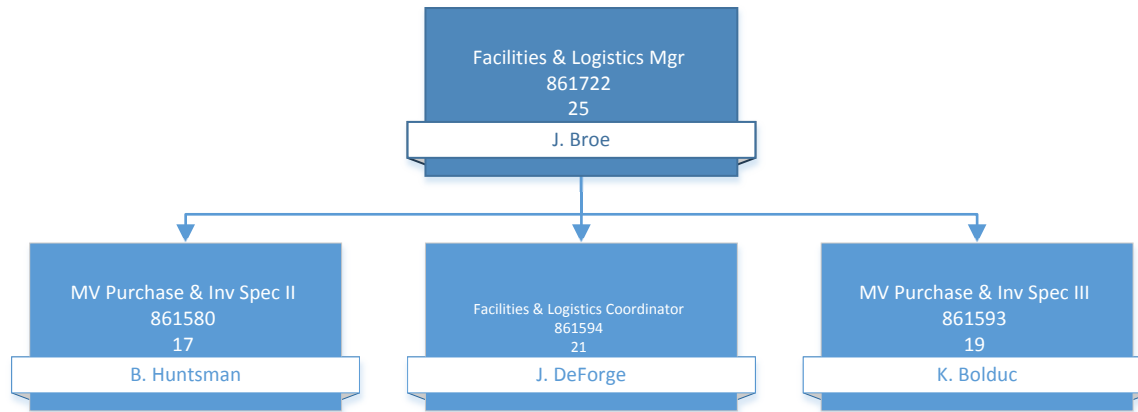 Facilities & Logistics Mgr
861722
25
J. Broe
MV Purchase & Inv Spec II
861580
17
B. Huntsman
Facilities & Logistics Coordinator
861594
21
J. DeForge
MV Purchase & Inv Spec III
861593
19
K. Bolduc